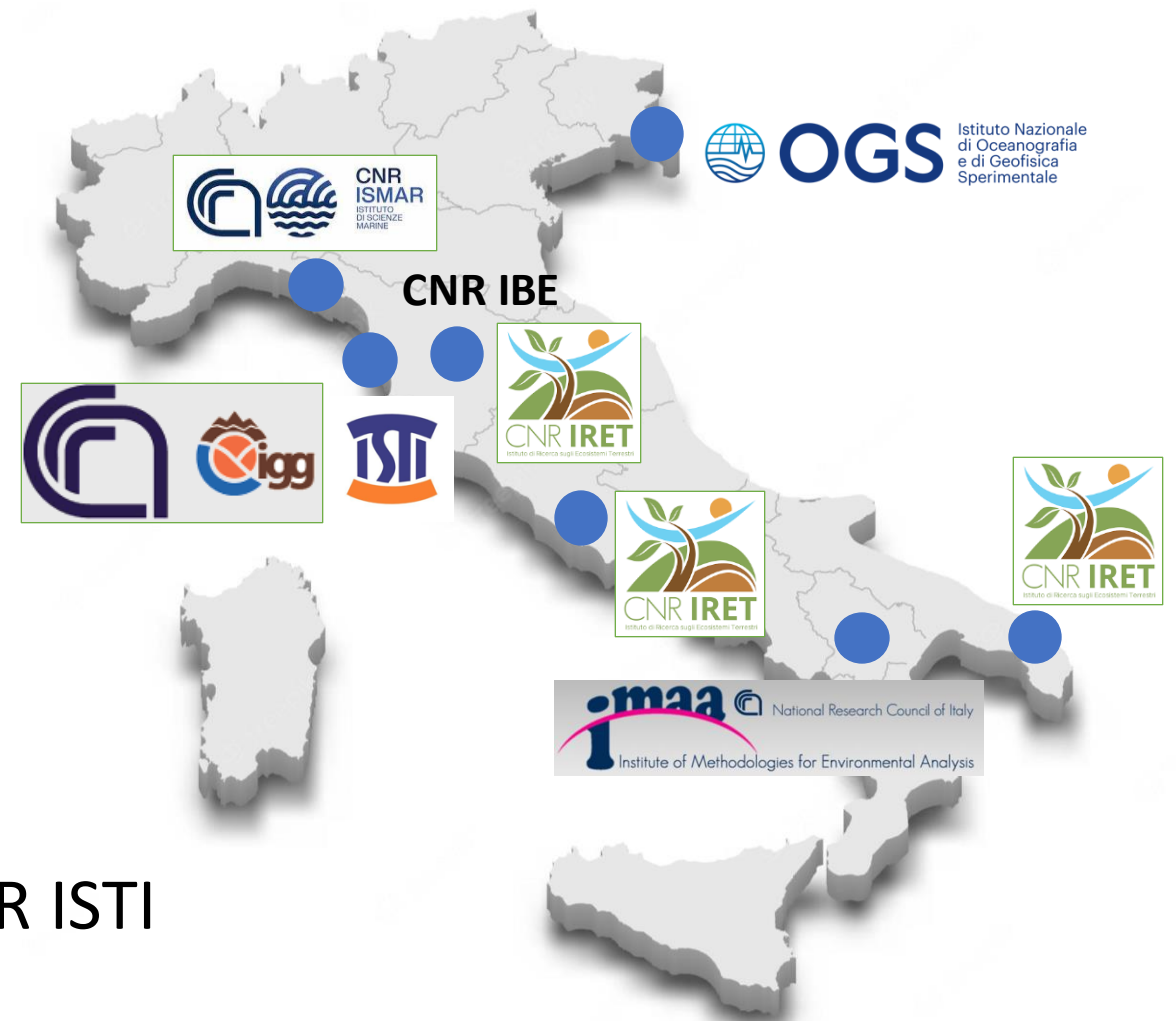 OGS
Istituto Nazionale
di Oceanografia
e di Geofisica
Sperimentale
CNR
ISMAR
ISTITUTO
DI SCIENZE
MARINE
CNR IBE
CNR IRET
Istituto di Ricerca sugli Ecosistemi Terrestri
igg
ISTI
CNR IRET
Istituto di Ricerca sugli Ecosistemi Terrestri
CNR IRET
Istituto di Ricerca sugli Ecosistemi Terrestri
imaa
National Research Council of Italy
Institute of Methodologies for Environmental Analysis
R ISTI